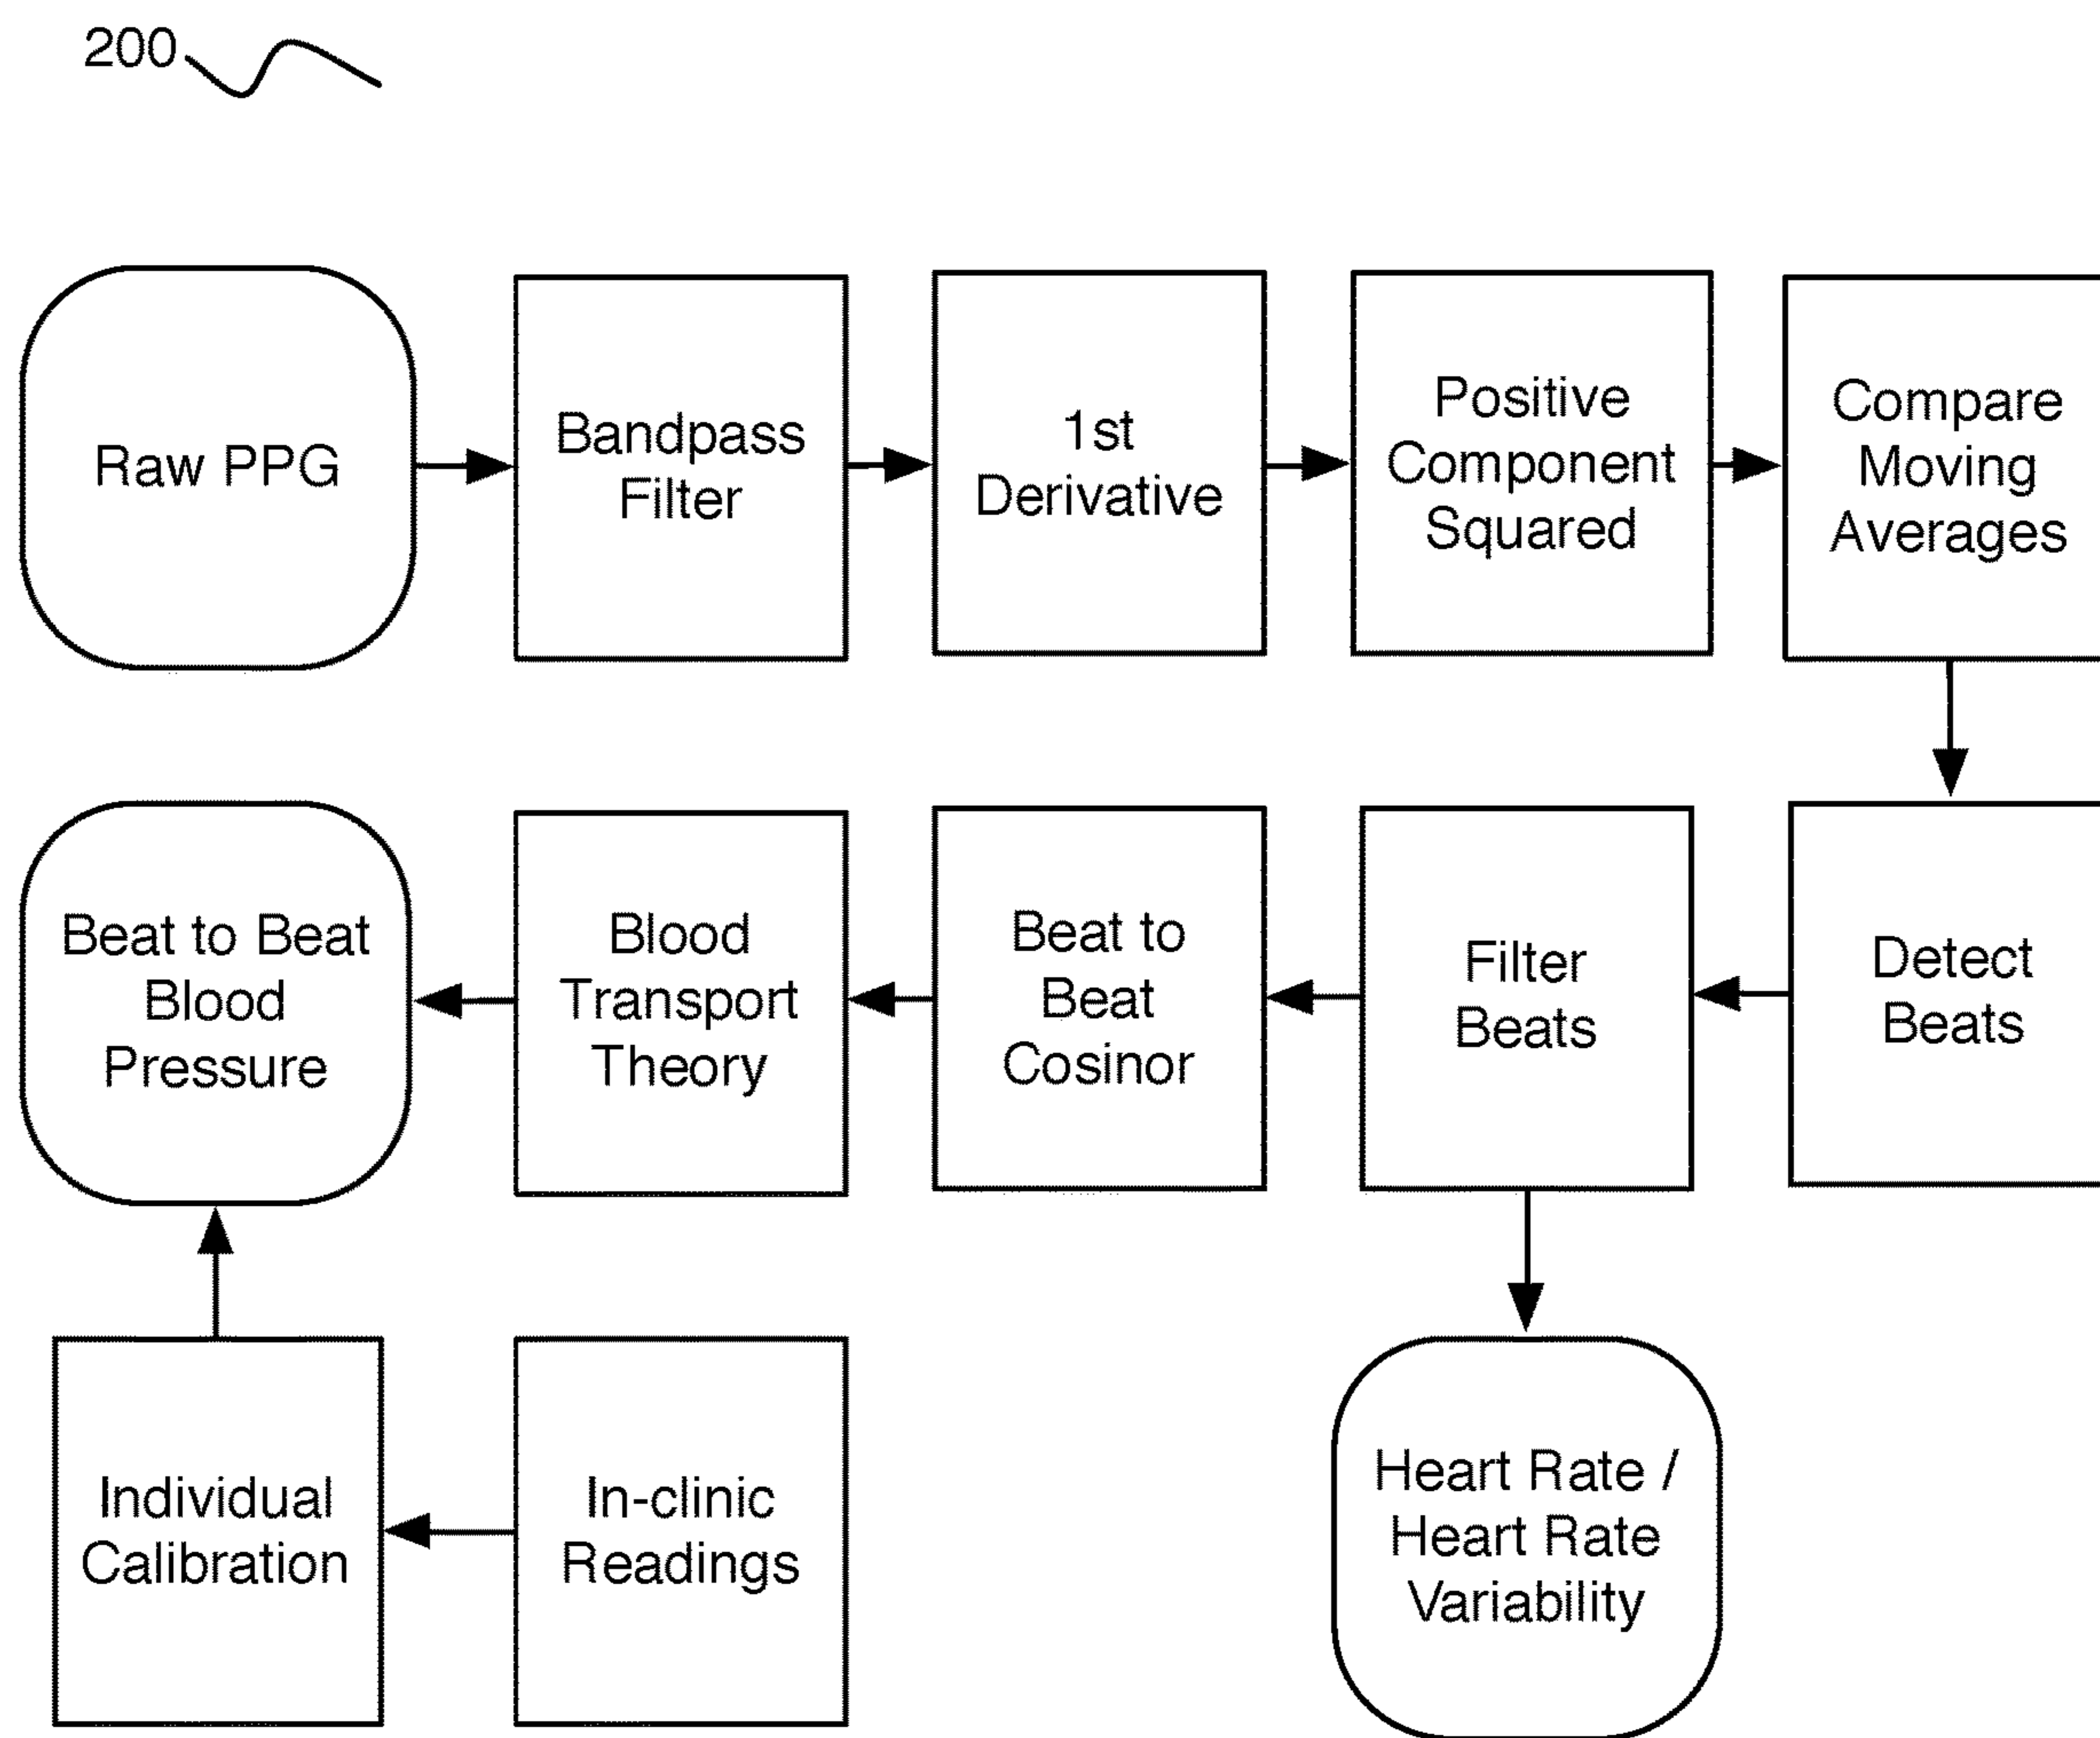 200
Raw PPG
Bandpass
Filter
1st
Derivative
Positive
Component
Squared
Compare
Moving
Averages
Beat to Beat
Blood
Pressure
Blood
Transport
Theory
Beat to
Beat
Cosinor
Filter
Beats
Detect
Beats
Individual
Calibration
In-clinic
Readings
Heart Rate /
Heart Rate
Variability